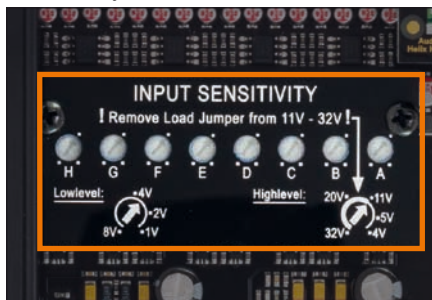 INPUT SENSITIVITY
! Remove Load Jumper from 11V - 32V !
H G F E D C B A
Lowlevel: 4V 2V 8V 1V
Highlevel: 20V 11V 5V 32V 4V